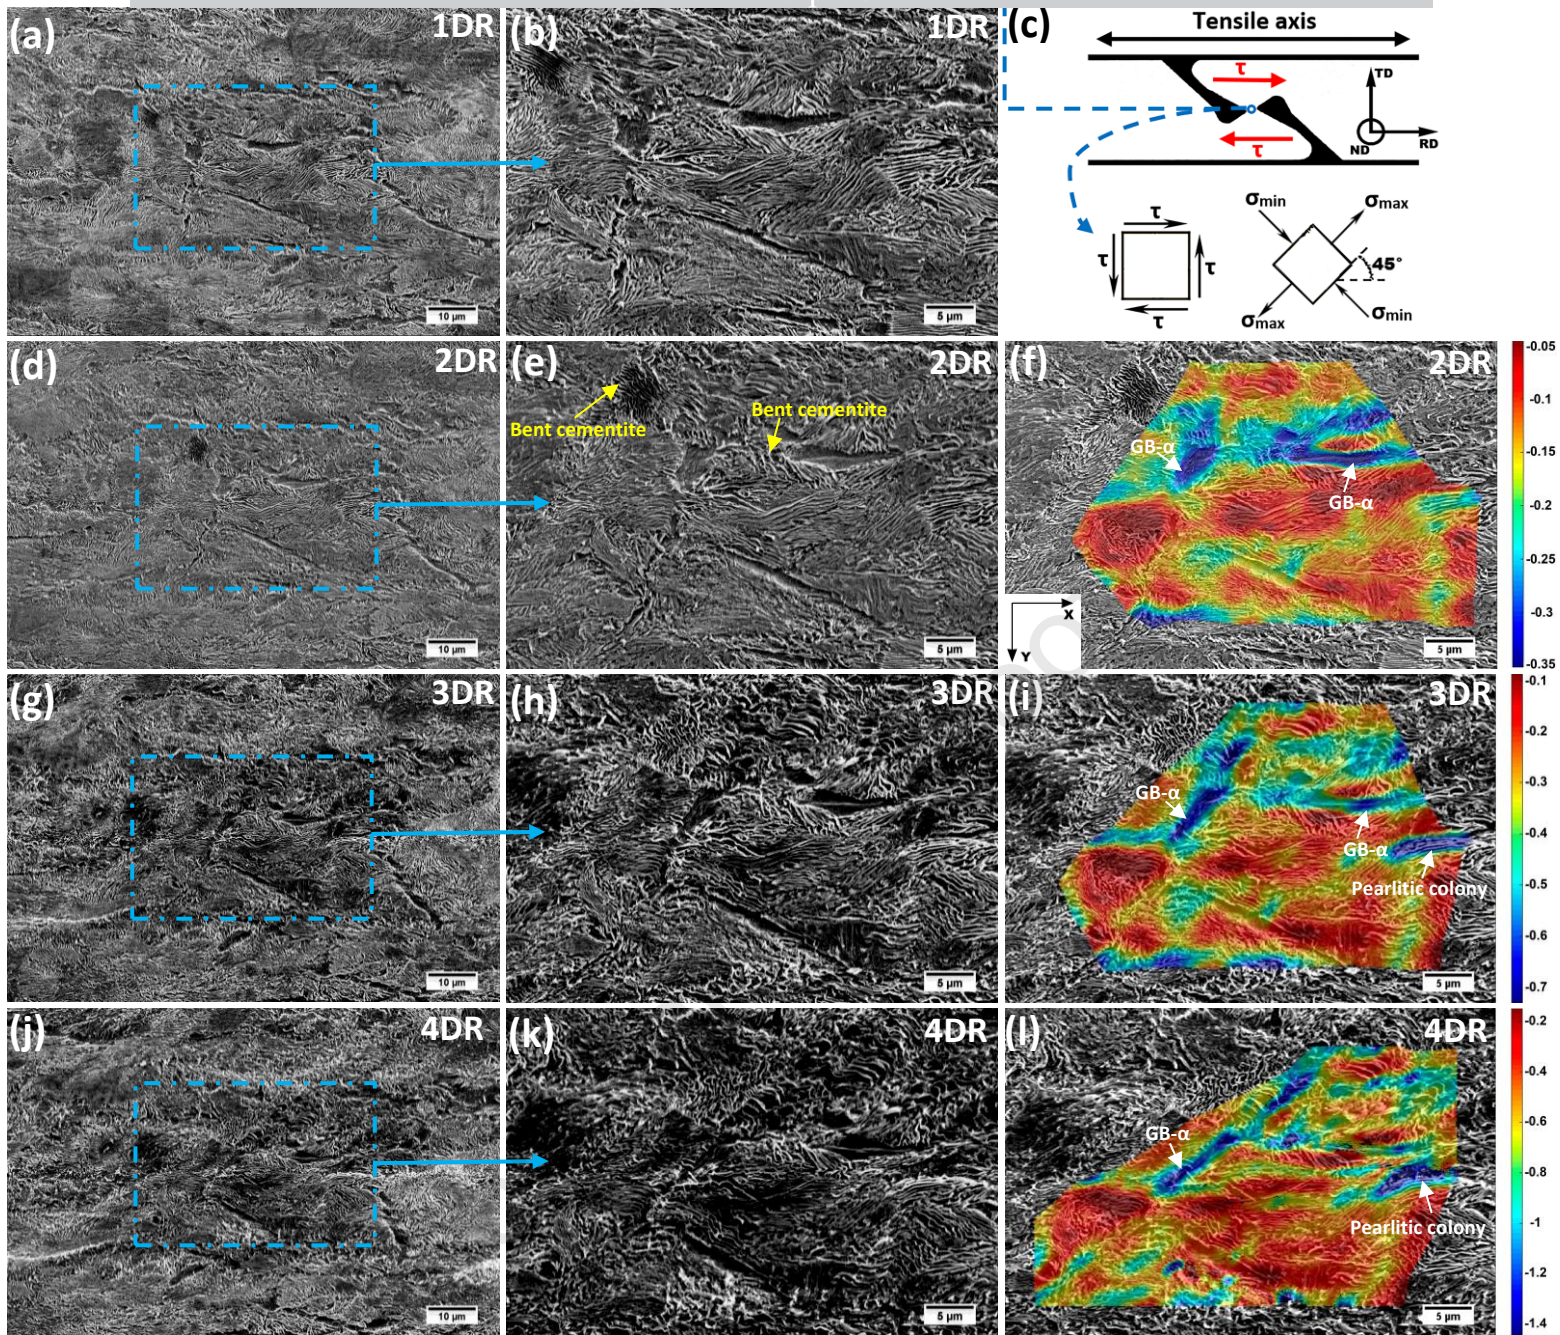 (a)
1DR
10 µm
(b)
1DR
5 µm
(c)
Tensile axis
τ
τ
TD
ND
RD
τ
τ
τ
τ
σmin
σmax
45°
σmax
σmin
(d)
2DR
10 µm
(e)
2DR
Bent cementite
Bent cementite
5 µm
(f)
2DR
GB-α
GB-α
X
Y
5 µm
-0.05
-0.1
-0.15
-0.2
-0.25
-0.3
-0.35
(g)
3DR
10 µm
(h)
3DR
5 µm
(i)
3DR
GB-α
GB-α
Pearlitic colony
5 µm
-0.1
-0.2
-0.3
-0.4
-0.5
-0.6
-0.7
(j)
4DR
10 µm
(k)
4DR
5 µm
(l)
4DR
GB-α
Pearlitic colony
5 µm
-0.2
-0.4
-0.6
-0.8
-1
-1.2
-1.4